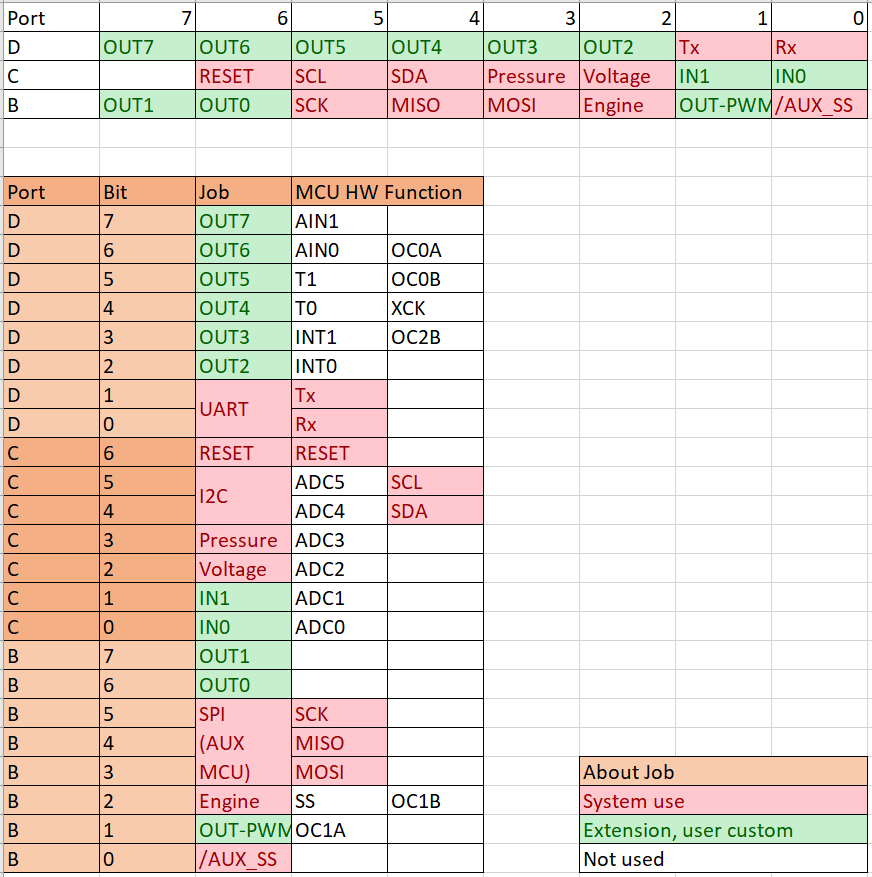 Port 7 6 5 4 3 2 1 0
D OUT7 OUT6 OUT5 OUT4 OUT3 OUT2 Tx Rx
C RESET SCL SDA Pressure Voltage IN1 IN0
B OUT1 OUT0 SCK MISO MOSI Engine OUT-PWM /AUX_SS
Port Bit Job MCU HW Function
D 7 OUT7 AIN1
D 6 OUT6 AIN0 OC0A
D 5 OUT5 T1 OC0B
D 4 OUT4 T0 XCK
D 3 OUT3 INT1 OC2B
D 2 OUT2 INT0
D 1 UART Tx
D 0 Rx
C 6 RESET RESET
C 5 I2C ADC5 SCL
C 4 ADC4 SDA
C 3 Pressure ADC3
C 2 Voltage ADC2
C 1 IN1 ADC1
C 0 IN0 ADC0
B 7 OUT1
B 6 OUT0
B 5 SPI SCK
B 4 (AUX MISO
B 3 MCU) MOSI
B 2 Engine SS OC1B
B 1 OUT-PWM OC1A
B 0 /AUX_SS
About Job
System use
Extension, user custom
Not used